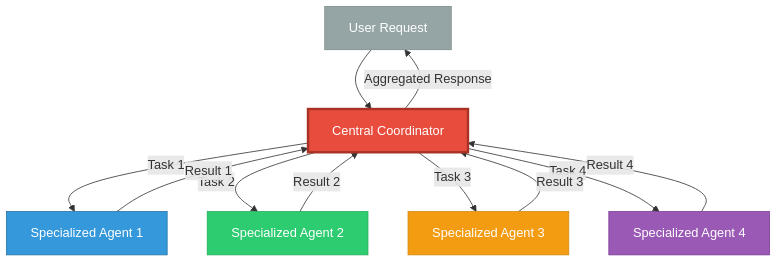 User Request
Aggregated Response
Central Coordinator
Task 1
Result 1
Task 2
Result 2
Task 3
Result 3
Task 4
Result 4
Specialized Agent 1
Specialized Agent 2
Specialized Agent 3
Specialized Agent 4